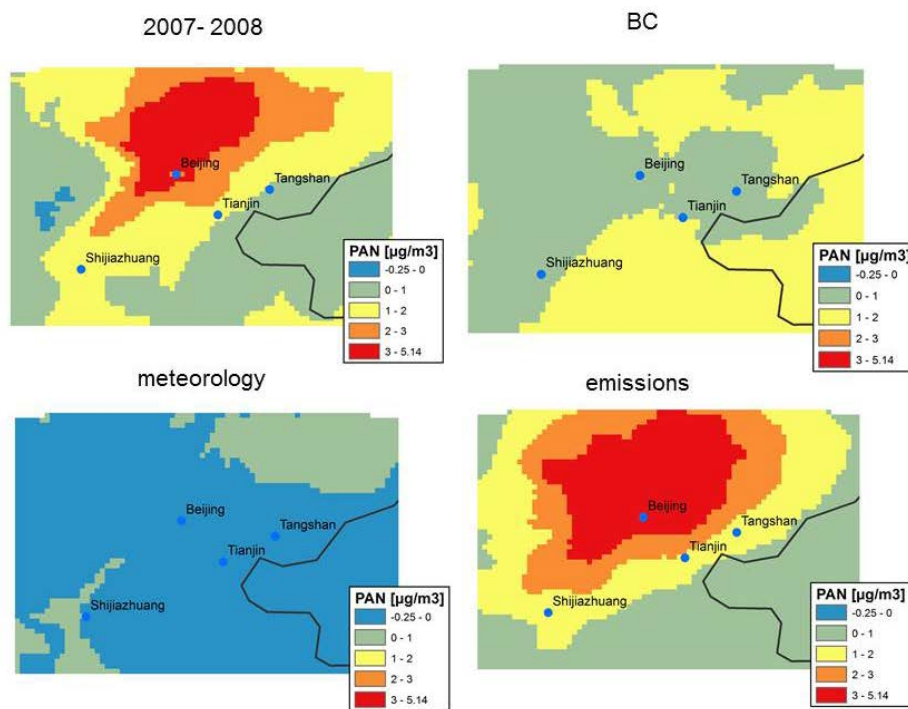 2007- 2008
Beijing
Tangshan
Tianjin
Shijiazhuang
PAN [µg/m3]
-0.25 - 0
0 - 1
1 - 2
2 - 3
3 - 5.14
BC
Beijing
Tangshan
Tianjin
Shijiazhuang
PAN [µg/m3]
-0.25 - 0
0 - 1
1 - 2
2 - 3
3 - 5.14
meteorology
Beijing
Tangshan
Tianjin
Shijiazhuang
PAN [µg/m3]
-0.25 - 0
0 - 1
1 - 2
2 - 3
3 - 5.14
emissions
Beijing
Tangshan
Tianjin
Shijiazhuang
PAN [µg/m3]
-0.25 - 0
0 - 1
1 - 2
2 - 3
3 - 5.14